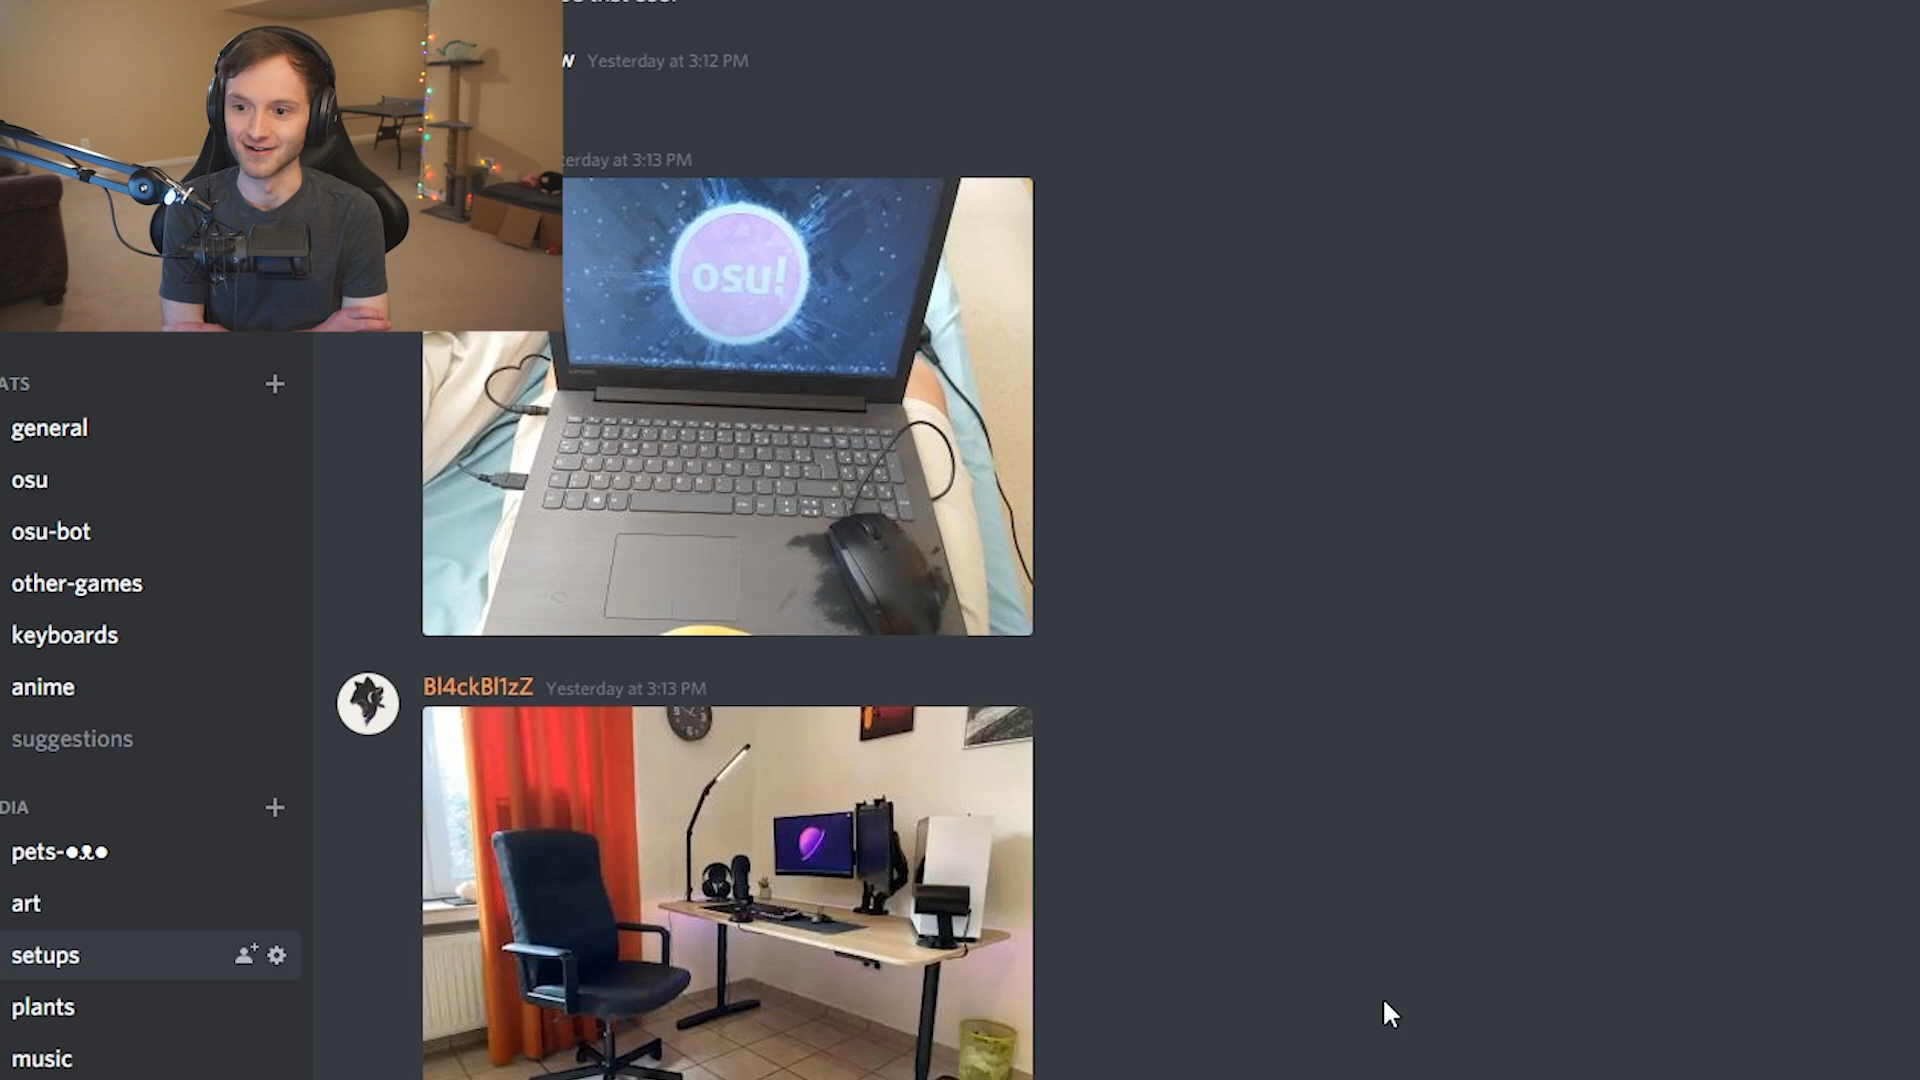 W Yesterday at 3:12 PM
terday at 3:13 PM
osu!
ATS
general
osu
osu-bot
other-games
keyboards
anime
suggestions
Bl4ckBl1zZ Yesterday at 3:13 PM
DIA
pets-●ᴥ●
art
setups
plants
music